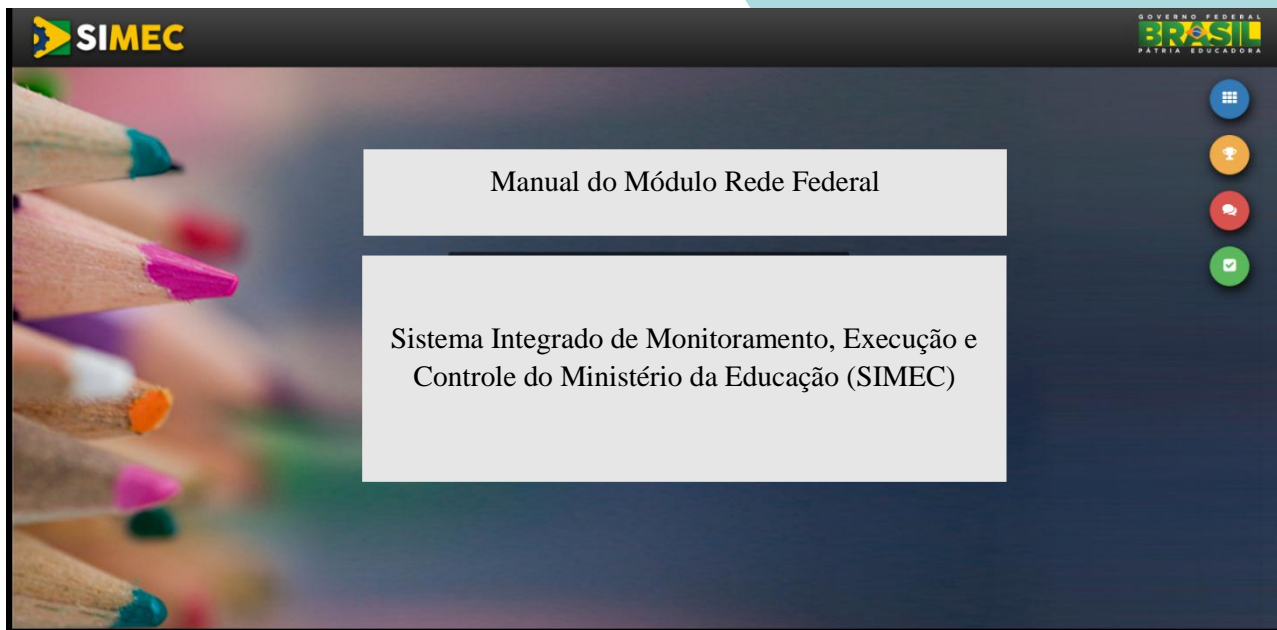 SIMEC
GOVERNO FEDERAL
BRASIL
PÁTRIA EDUCADORA
Manual do Módulo Rede Federal
Sistema Integrado de Monitoramento, Execução e
Controle do Ministério da Educação (SIMEC)